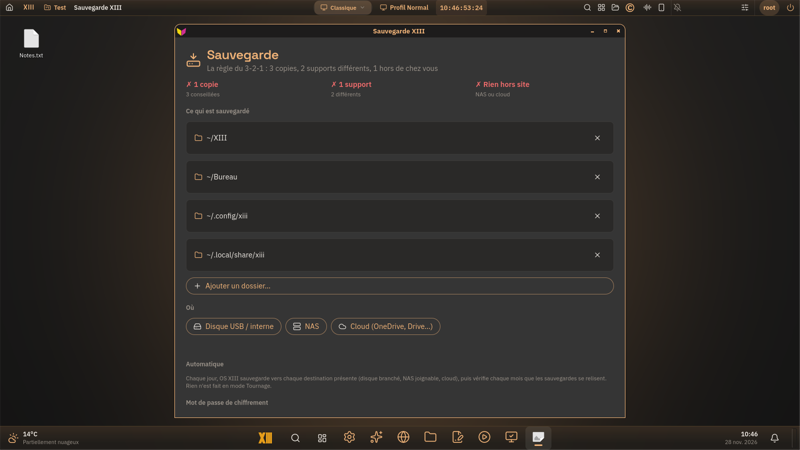 XIII
Test
Sauvegarde XIII
Classique
Profil Normal
10:46:53:24
root
Notes.txt
Sauvegarde XIII
Sauvegarde
La règle du 3-2-1 : 3 copies, 2 supports différents, 1 hors de chez vous
✗ 1 copie
3 conseillées
✗ 1 support
2 différents
✗ Rien hors site
NAS ou cloud
Ce qui est sauvegardé
~/XIII
~/Bureau
~/.config/xiii
~/.local/share/xiii
Ajouter un dossier...
Où
Disque USB / interne
NAS
Cloud (OneDrive, Drive...)
Automatique
Chaque jour, OS XIII sauvegarde vers chaque destination présente (disque branché, NAS joignable, cloud), puis vérifie chaque mois que les sauvegardes se relisent.
Rien n'est fait en mode Tournage.
Mot de passe de chiffrement
14°C
Partiellement nuageux
XIII
10:46
28 nov. 2026